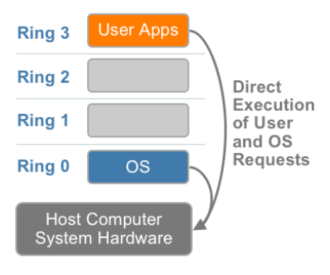 Ring 3
User Apps
Ring 2
Ring 1
Ring 0
OS
Direct
Execution
of User
and OS
Requests
Host Computer
System Hardware